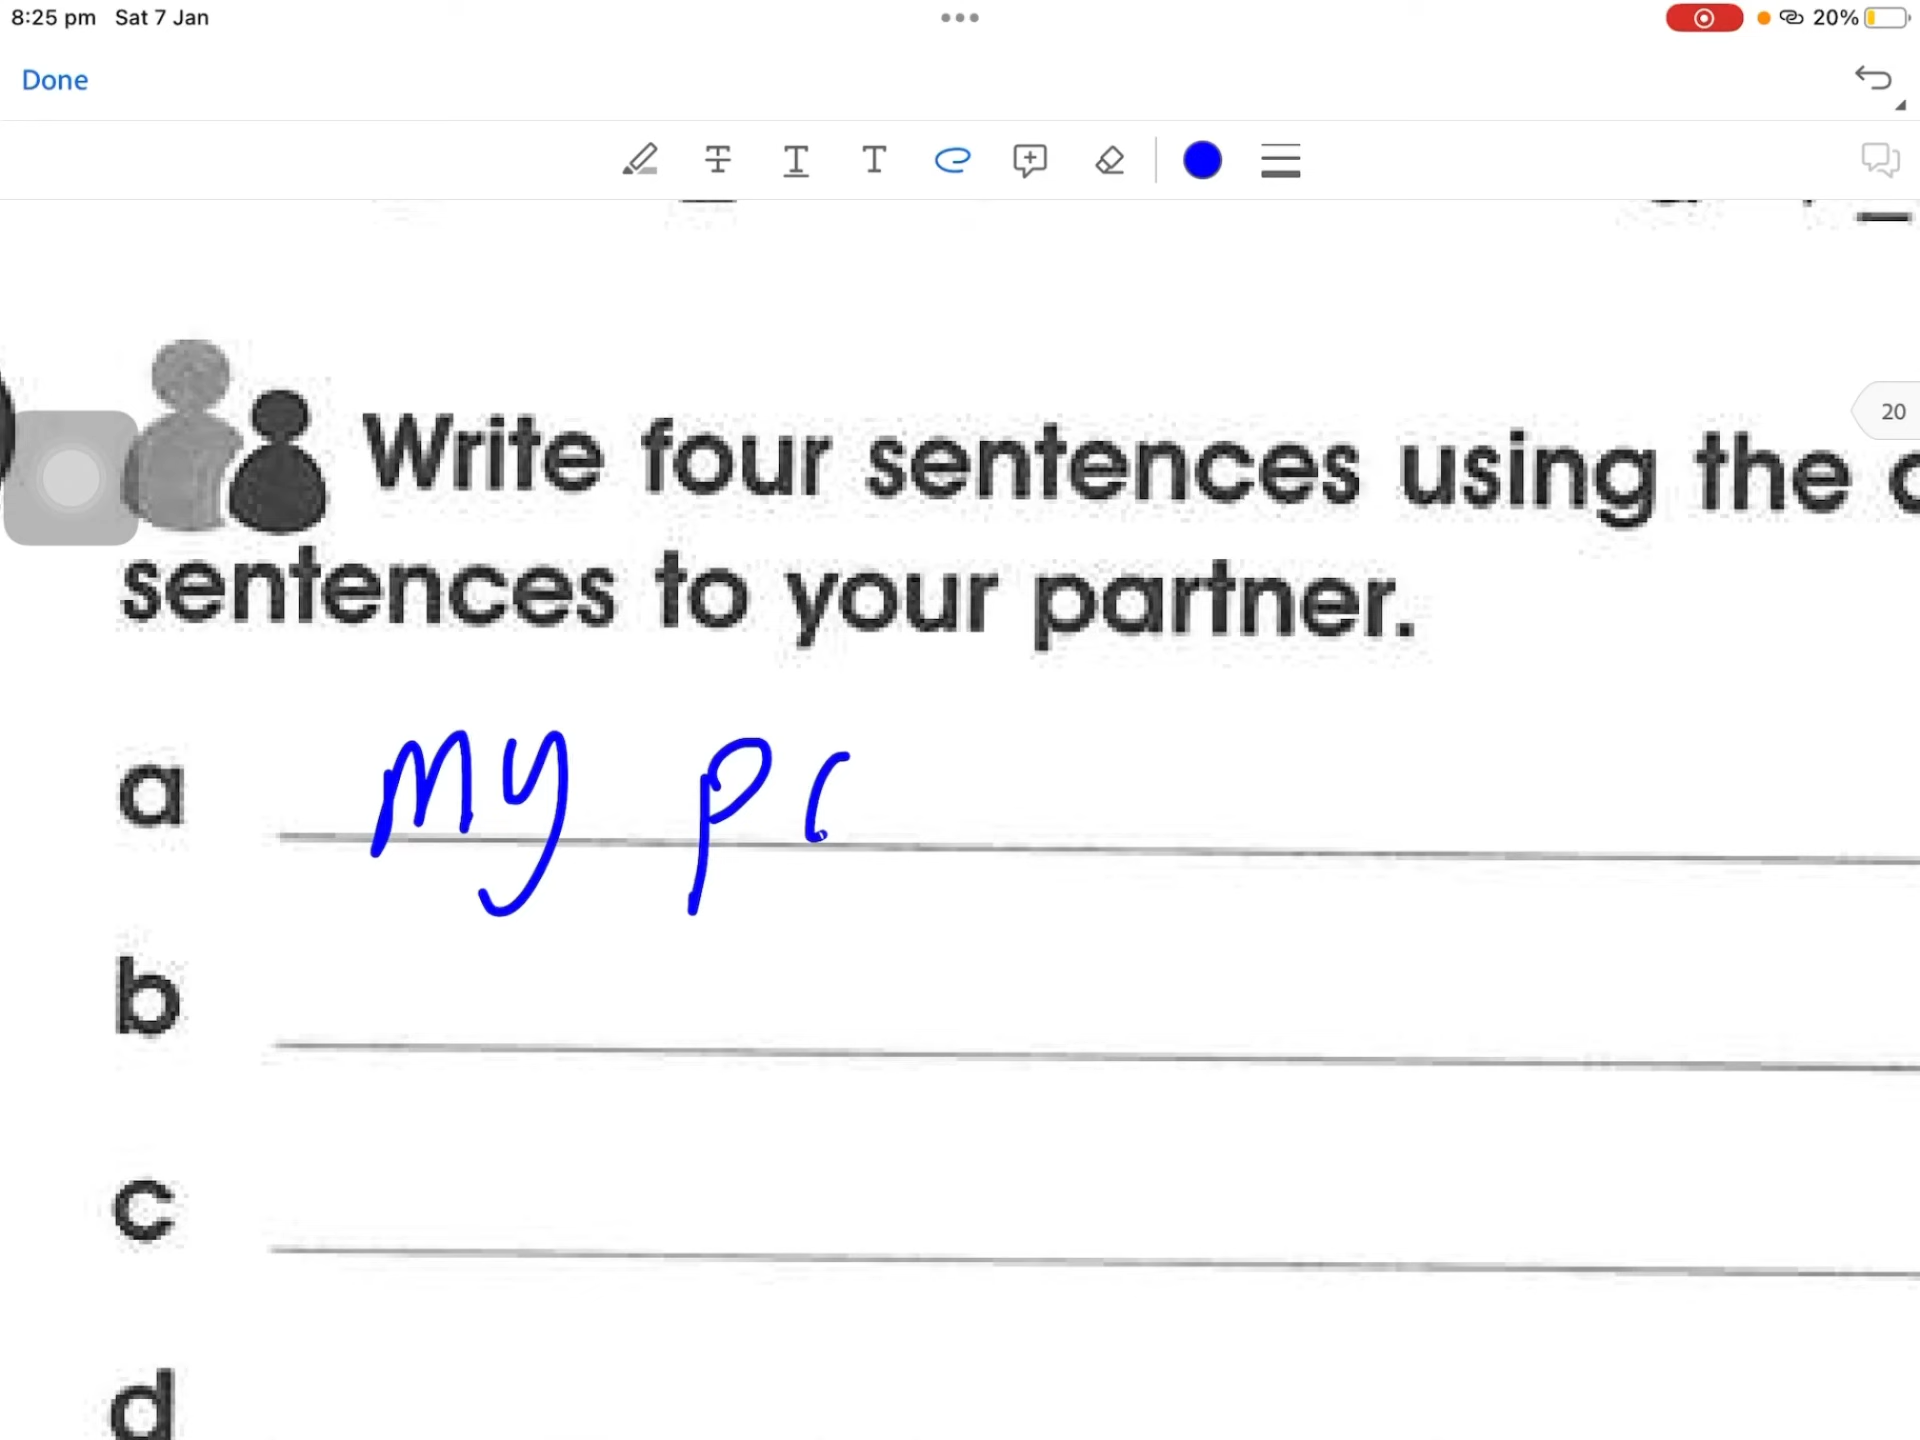 8:25 pm Sat 7 Jan
20%
Done
T T T
20
Write four sentences using the
sentences to your partner.
a My
b
c
d